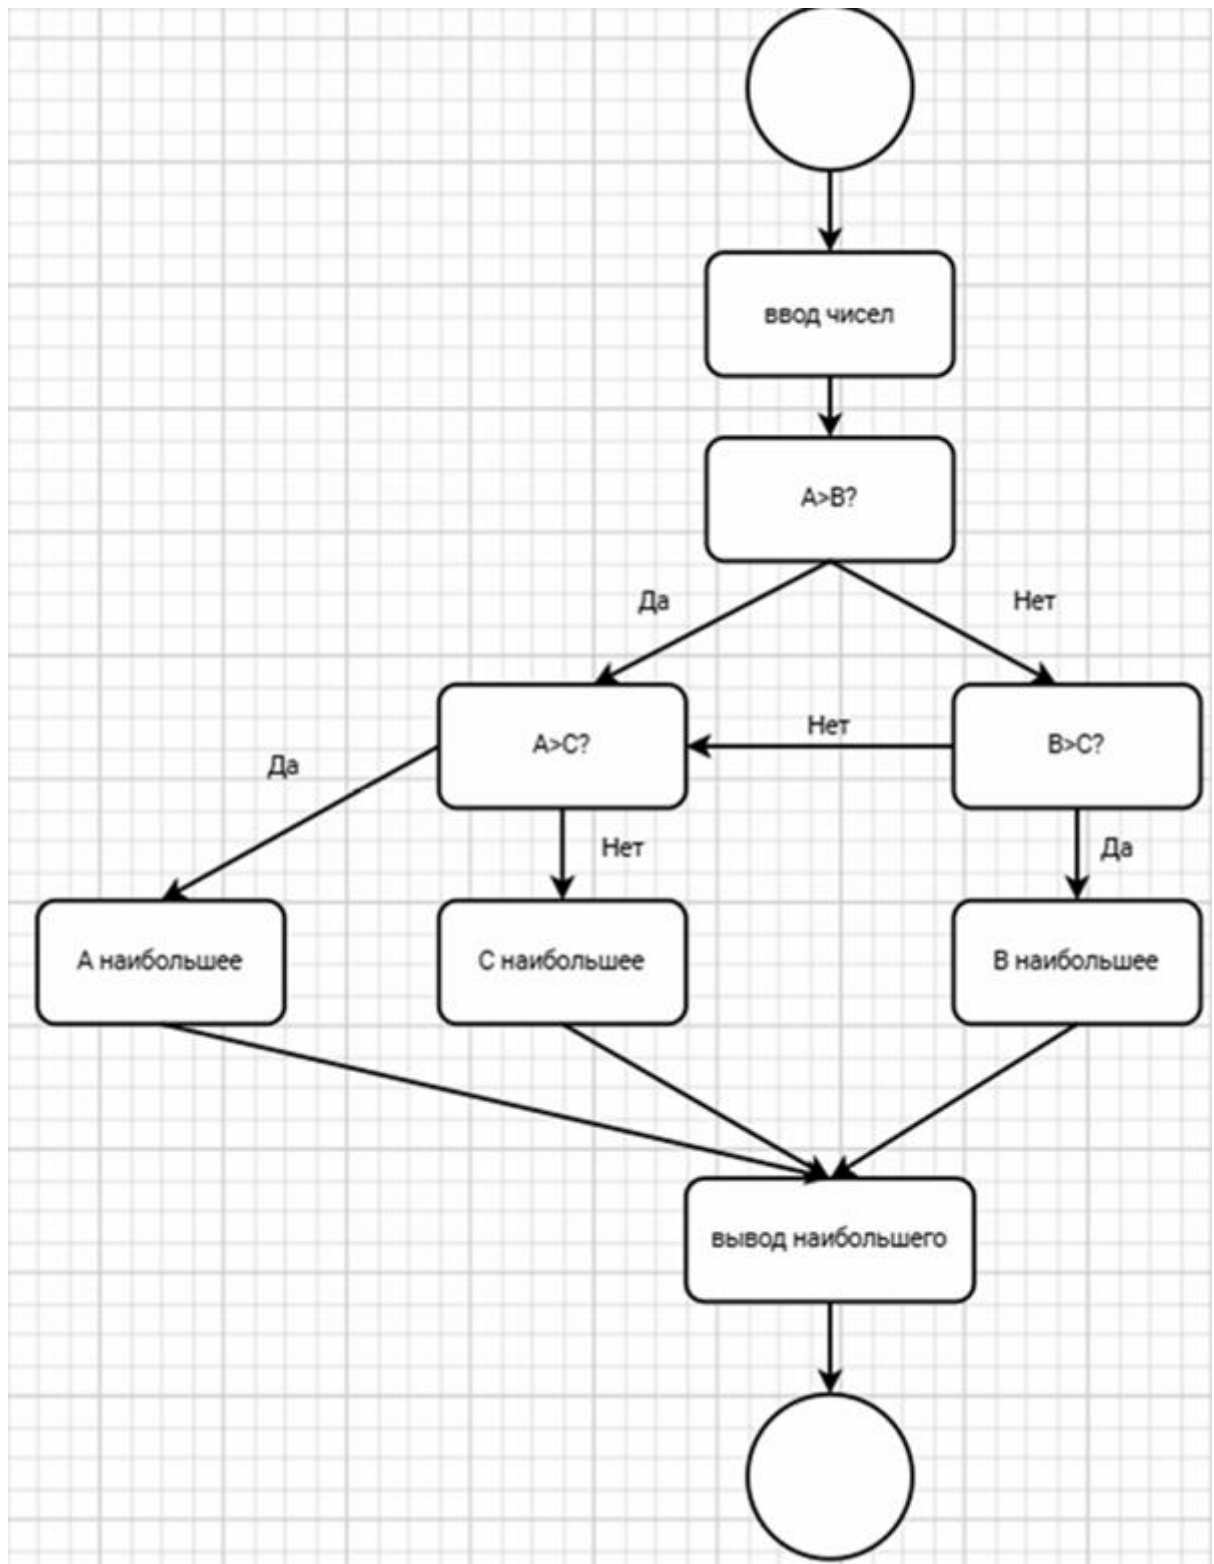 ввод чисел
A>B?
Да
Нет
A>C?
Нет
B>C?
Да
Нет
Да
A наибольшее
C наибольшее
B наибольшее
вывод наибольшего